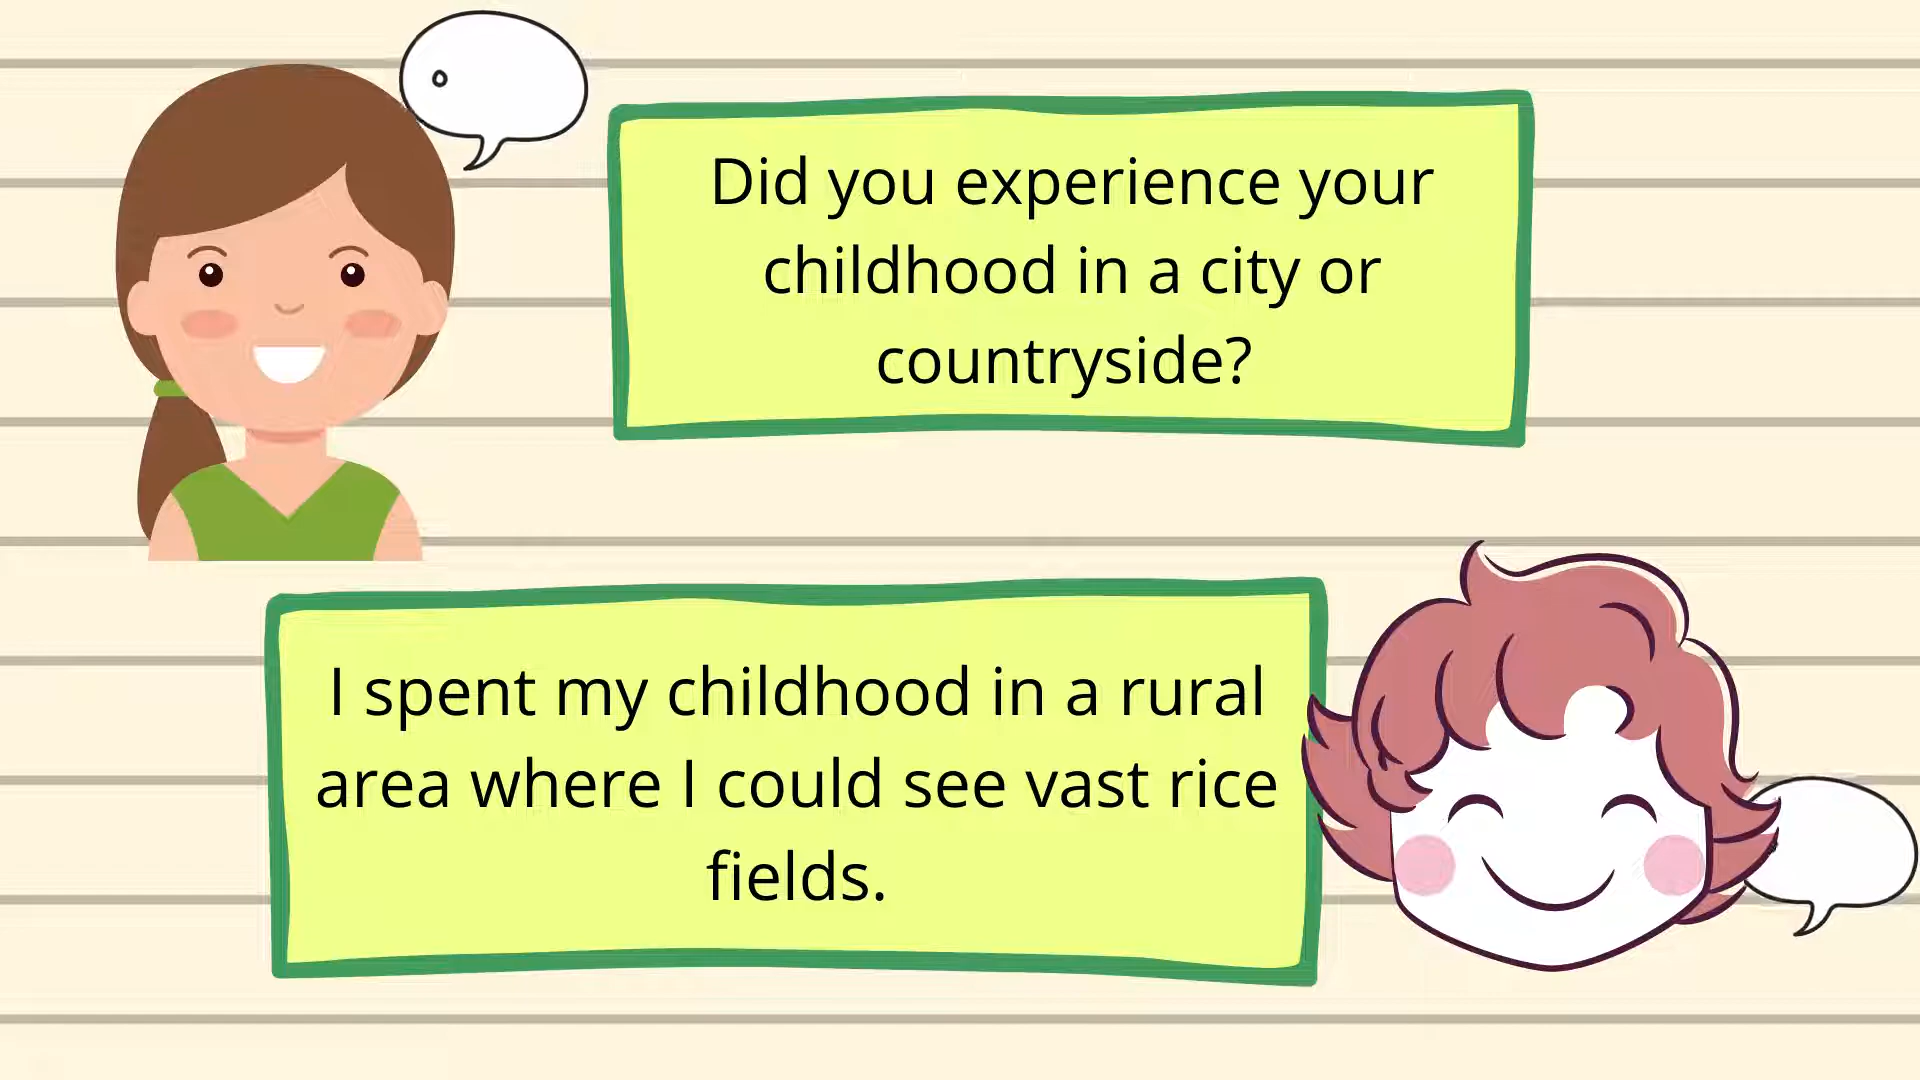 Did you experience your
childhood in a city or
countryside?
I spent my childhood in a rural
area where I could see vast rice
fields.